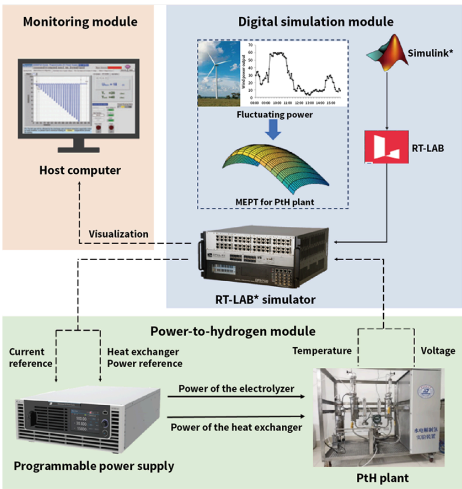 Monitoring module
Digital simulation module
Simulink*
Fluctuating power
RT-LAB
MEPT for PtH plant
Host computer
Visualization
RT-LAB* simulator
Power-to-hydrogen module
Current
reference
Heat exchanger
Power reference
Temperature
Voltage
Power of the electrolyzer
Power of the heat exchanger
Programmable power supply
PtH plant